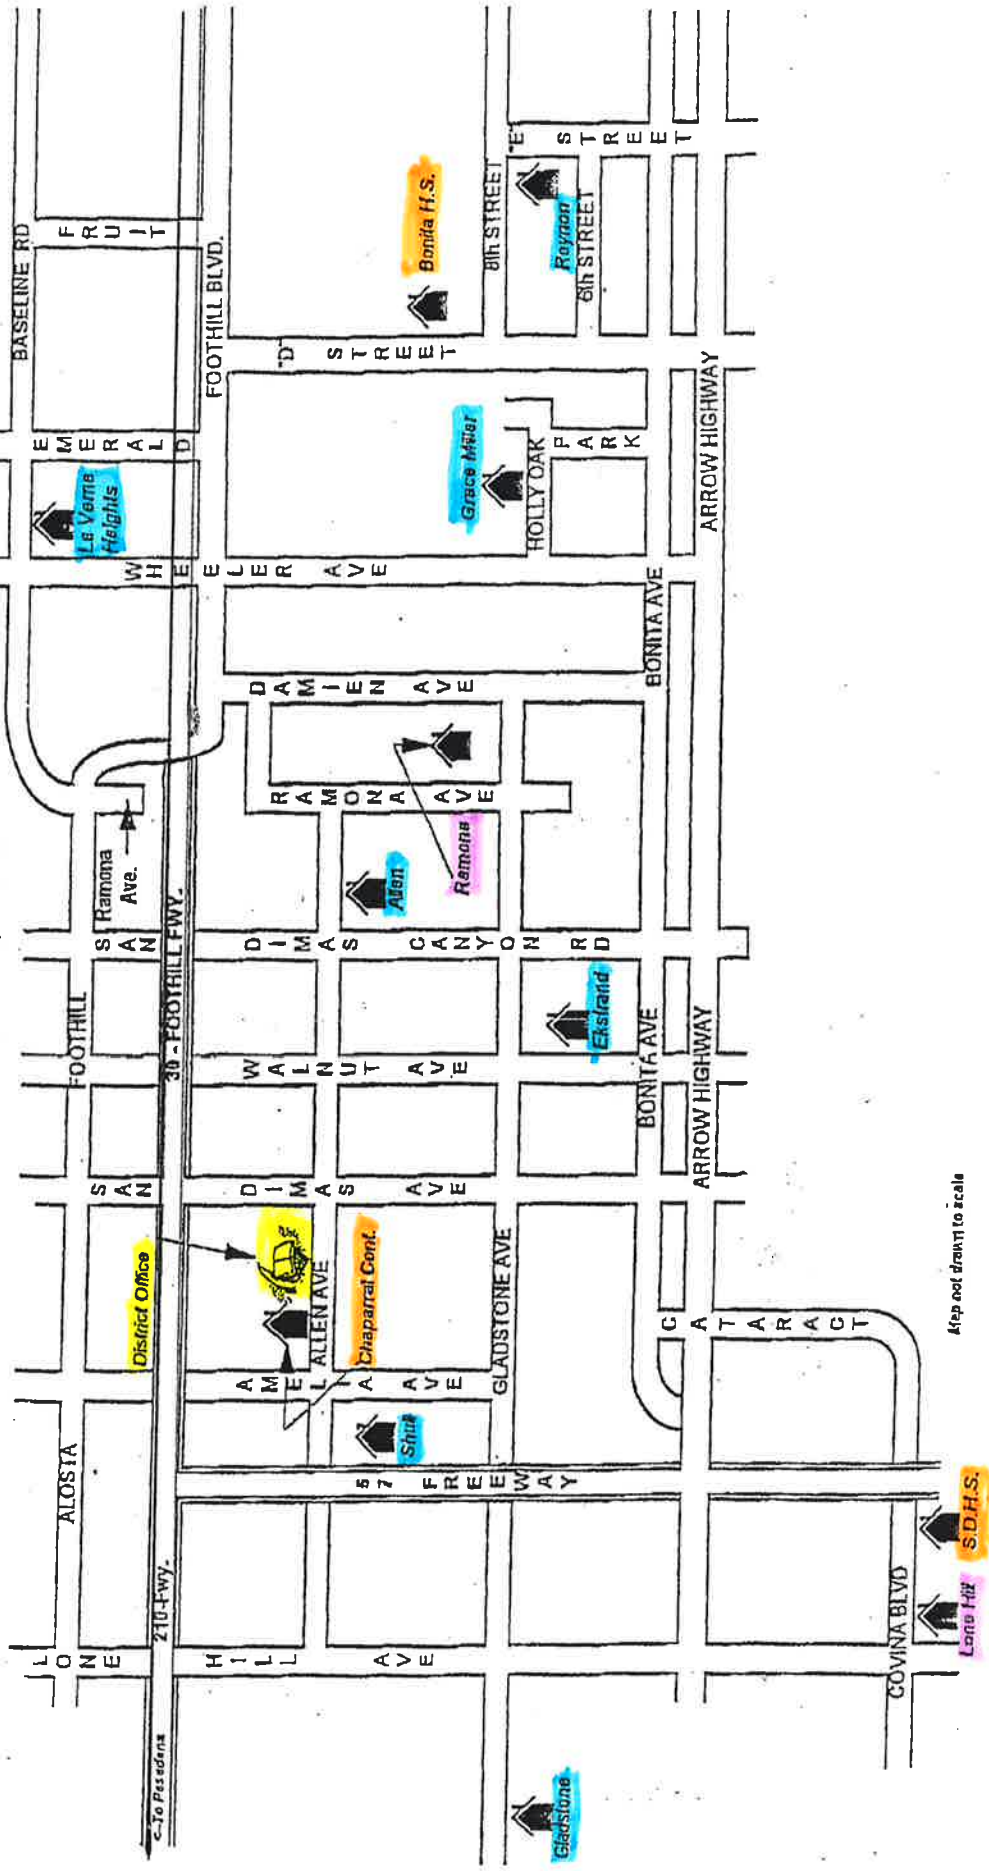 <-To Pasadena
LONE HILL AVE
ALOSTA
210-Fwy.
Gladstone
COVINA BLVD
Lone Hill
S.D.H.S.
57 FREEWAY
Shull
AMELIA AVE
District Office
ALLEN AVE
Chaparral Cont.
GLADSTONE AVE
CATARACT
Map not drawn to scale
SAN DIMAS AVE
FOOTHILL
30 - FOOTHILL FWY.
WALNUT AVE
BONITA AVE
ARROW HIGHWAY
Ekstrand
SAN DIMAS CANYON RD
Ramona
Ave.
Allen
Ramona
RAMONA AVE
DAMIEN AVE
BONITA AVE
WHEELER AVE
La Verne
Heights
EMERALD
Grace Miller
HOLLY OAK
PARK
ARROW HIGHWAY
BASELINE RD
FOOTHILL BLVD.
"D" STREET
FRUIT
Bonita H.S.
8th STREET
Roynon
6th STREET
"E" STREET